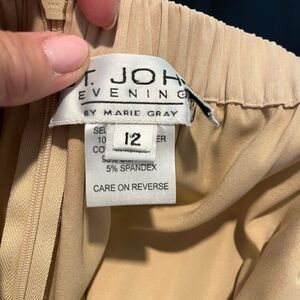 T. JOH
EVENING
BY MARIE GRAY
12
5% SPANDEX
CARE ON REVERSE